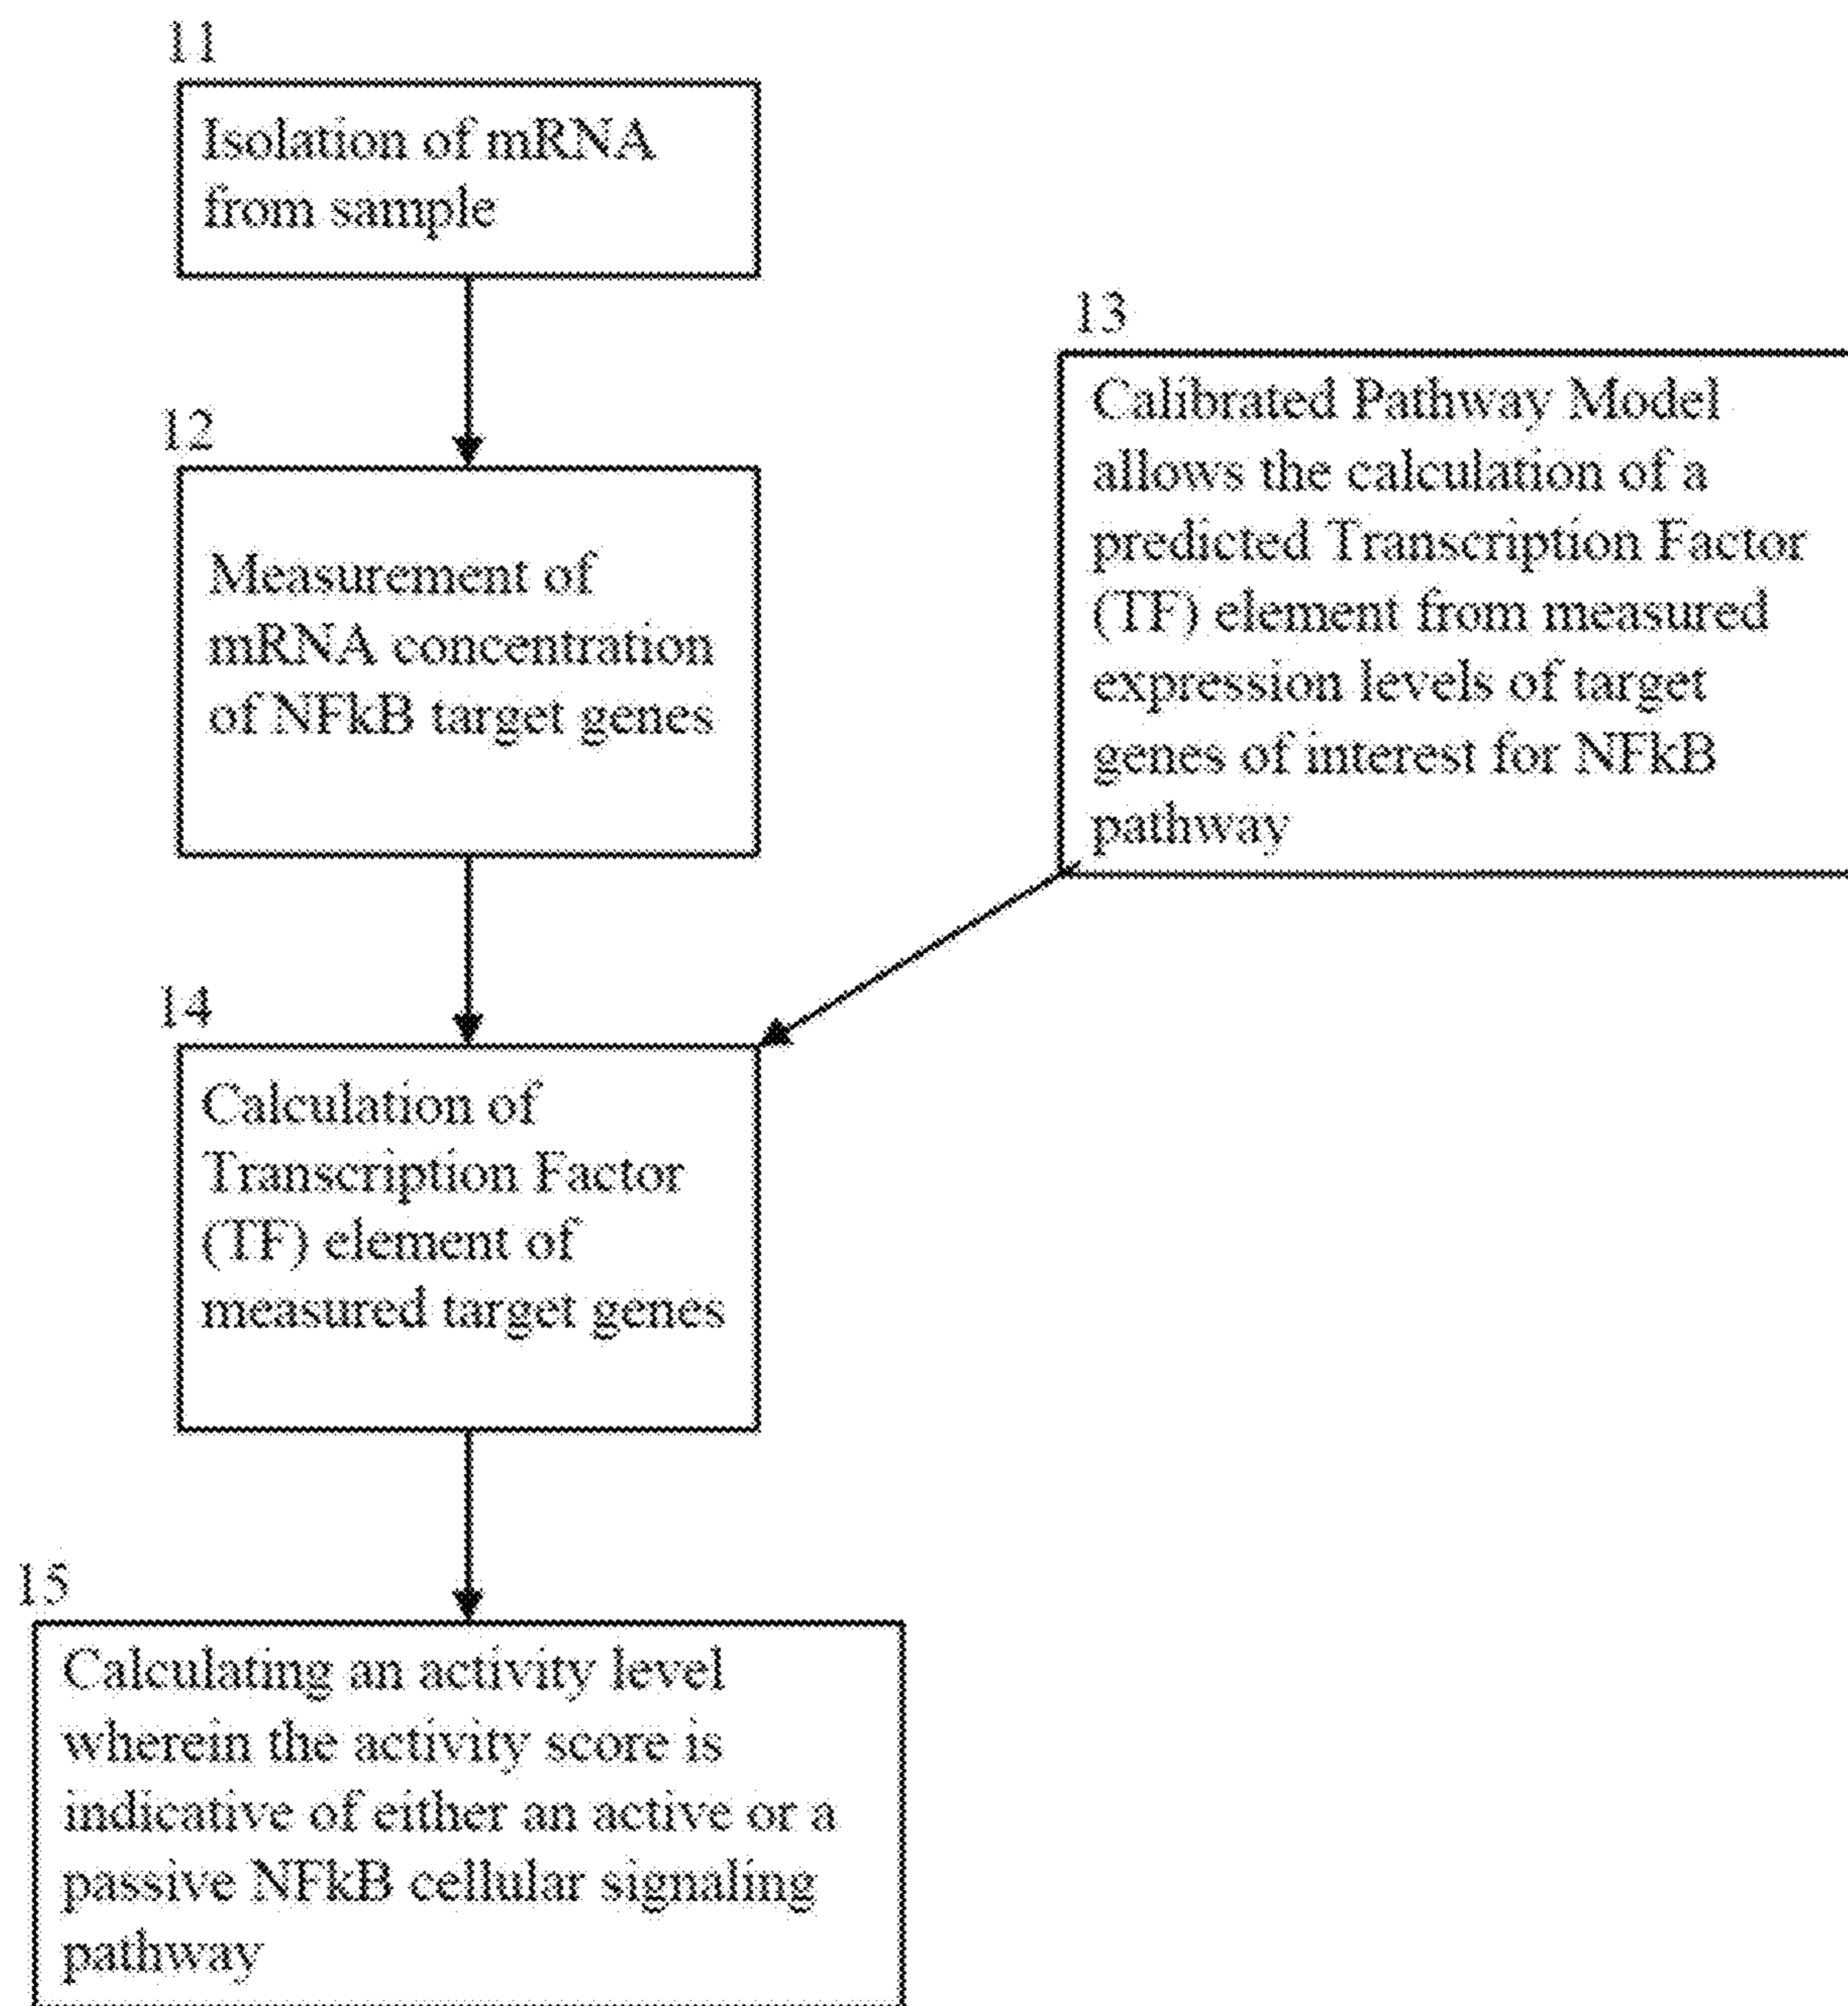 11
Isolation of mRNA
from sample
12
Measurement of
mRNA concentration
of NFkB target genes
13
Calibrated Pathway Model
allows the calculation of a
predicted Transcription Factor
(TF) element from measured
expression levels of target
genes of interest for NFkB
pathway
14
Calculation of
Transcription Factor
(TF) element of
measured target genes
15
Calculating an activity level
wherein the activity score is
indicative of either an active or a
passive NFkB cellular signaling
pathway